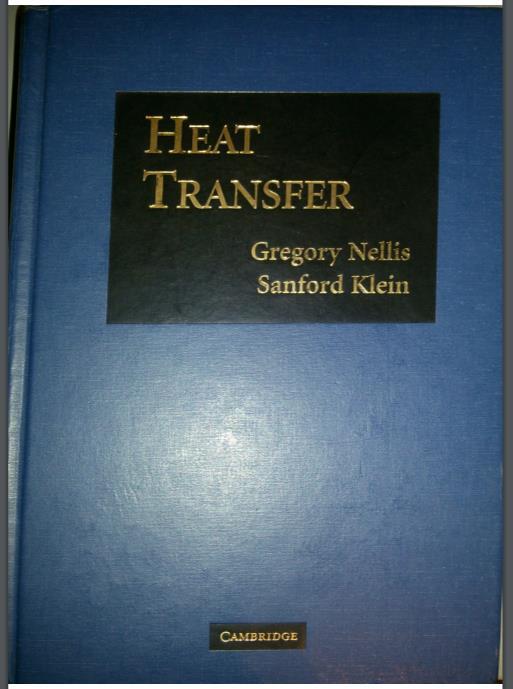 HEAT
TRANSFER
Gregory Nellis
Sanford Klein
CAMBRIDGE